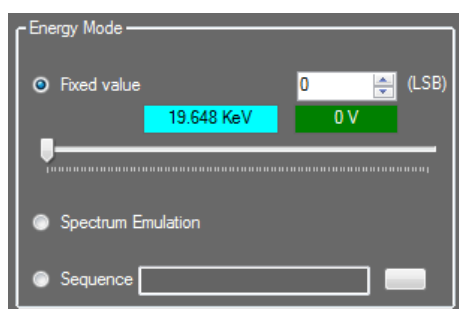 Energy Mode
Fixed value 0 (LSB)
19.648 KeV 0 V
Spectrum Emulation
Sequence